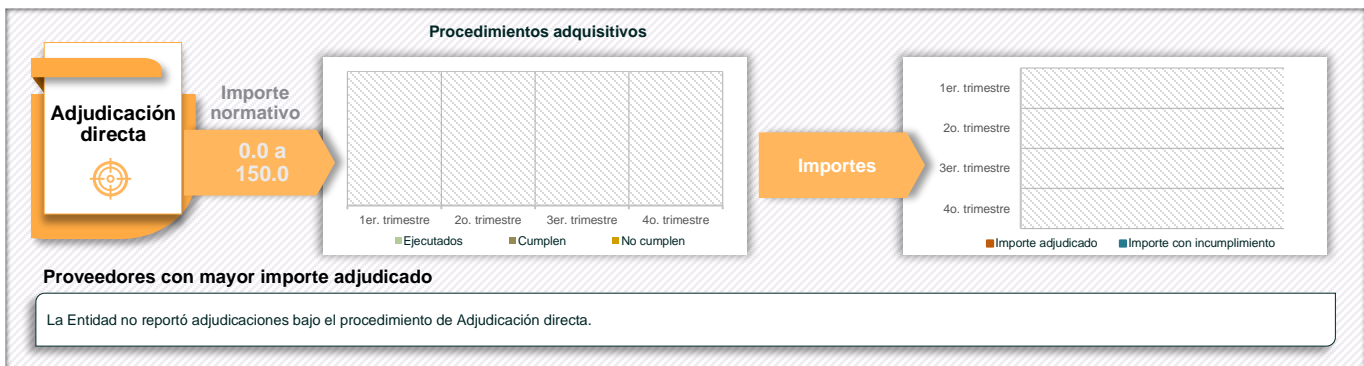 Procedimientos adquisitivos
Adjudicación
directa
Importe
normativo
0.0 a
150.0
1er. trimestre 2o. trimestre 3er. trimestre 4o. trimestre
Ejecutados Cumplen No cumplen
Importes
1er. trimestre
2o. trimestre
3er. trimestre
4o. trimestre
Importe adjudicado Importe con incumplimiento
Proveedores con mayor importe adjudicado
La Entidad no reportó adjudicaciones bajo el procedimiento de Adjudicación directa.